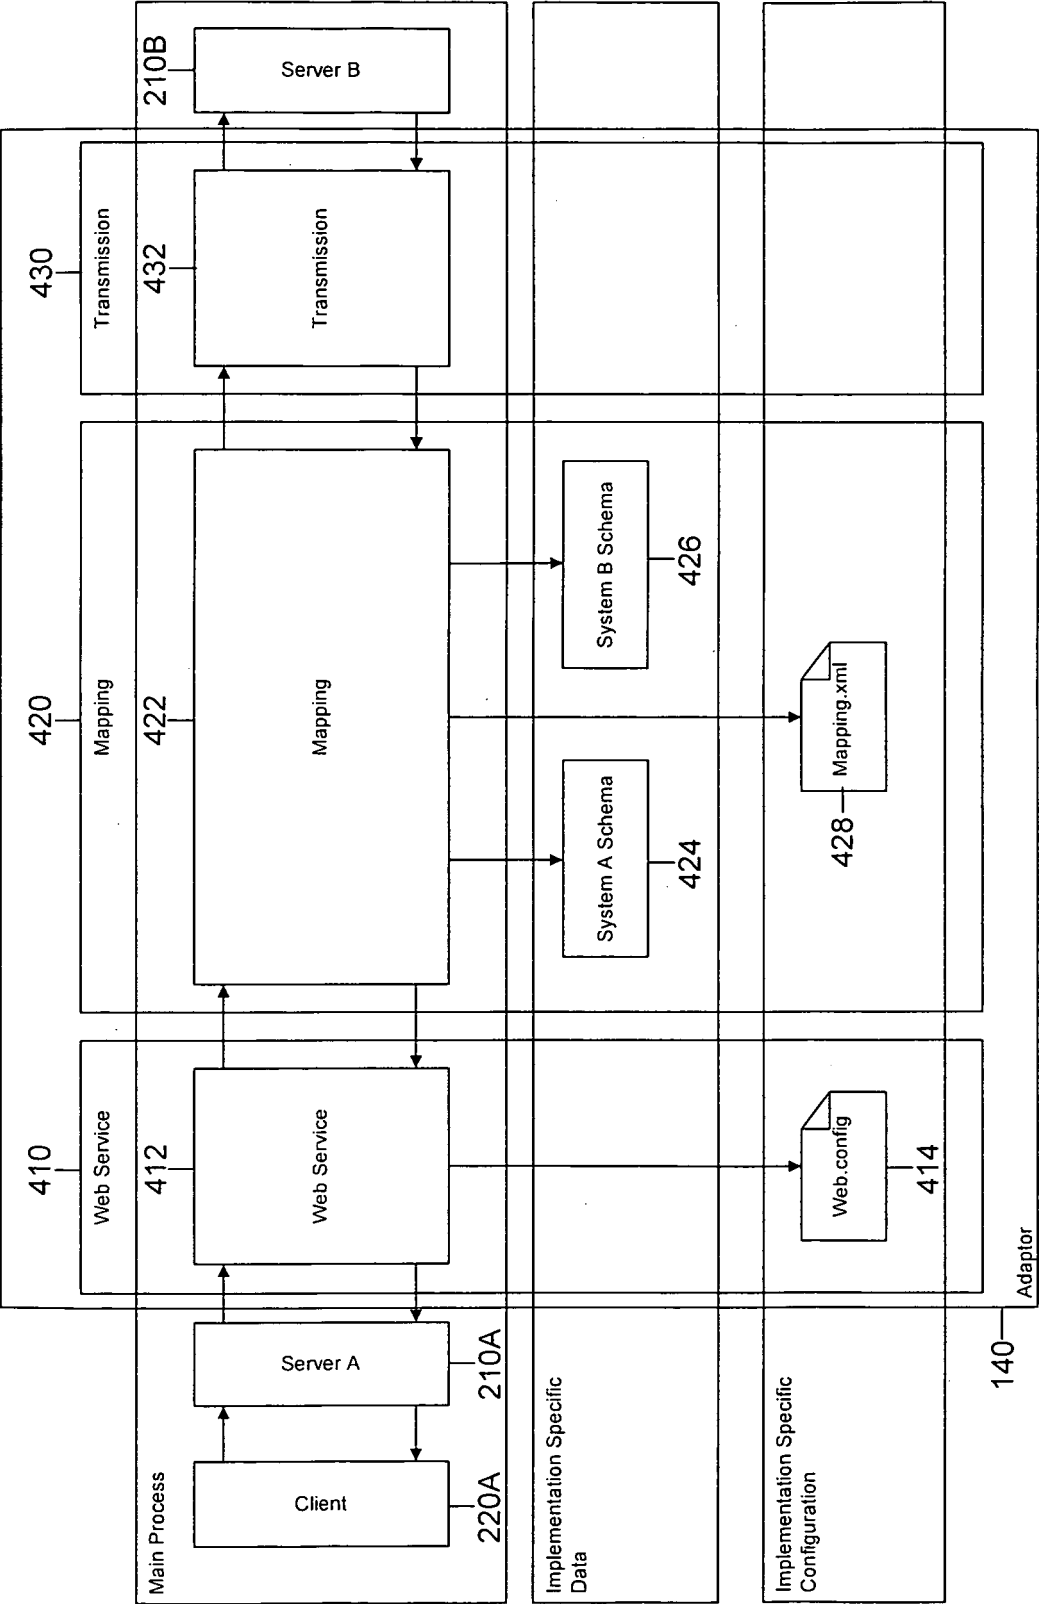 Main Process
Client
220A
Server A
210A
410
Web Service
412
Web Service
420
Mapping
422
Mapping
430
Transmission
432
Transmission
210B
Server B
Implementation Specific
Data
System A Schema
424
System B Schema
426
Implementation Specific
Configuration
Web.config
414
428
Mapping.xml
140
Adaptor